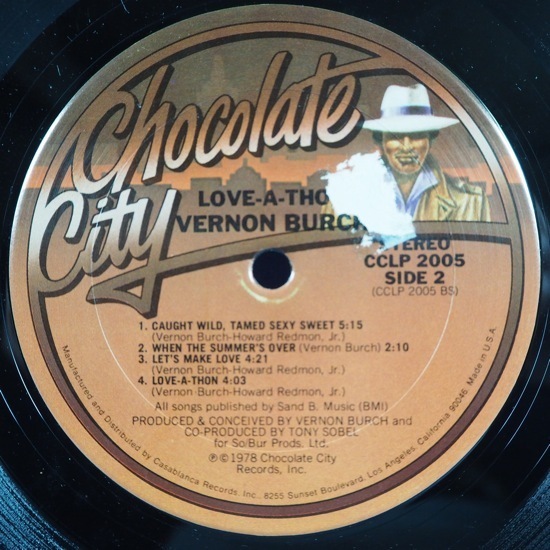 Chocolate
City
LOVE-A-THO
VERNON BURCH
STEREO
CCLP 2005
SIDE 2
(CCLP 2005 BS)
1. CAUGHT WILD, TAMED SEXY SWEET 5:15
(Vernon Burch-Howard Redmon, Jr.)
2. WHEN THE SUMMER'S OVER (Vernon Burch) 2:10
3. LET'S MAKE LOVE 4:21
(Vernon Burch-Howard Redmon, Jr.)
4. LOVE-A-THON 4:03
(Vernon Burch-Howard Redmon, Jr.)
All songs published by Sand B. Music (BMI)
PRODUCED & CONCEIVED BY VERNON BURCH and
CO-PRODUCED BY TONY SOBEL
for So/Bur Prods. Ltd.
℗©1978 Chocolate City
Records, Inc.
Manufactured and Distributed by Casablanca Records, Inc., 8255 Sunset Boulevard, Los Angeles, California 90046. Made in U.S.A.